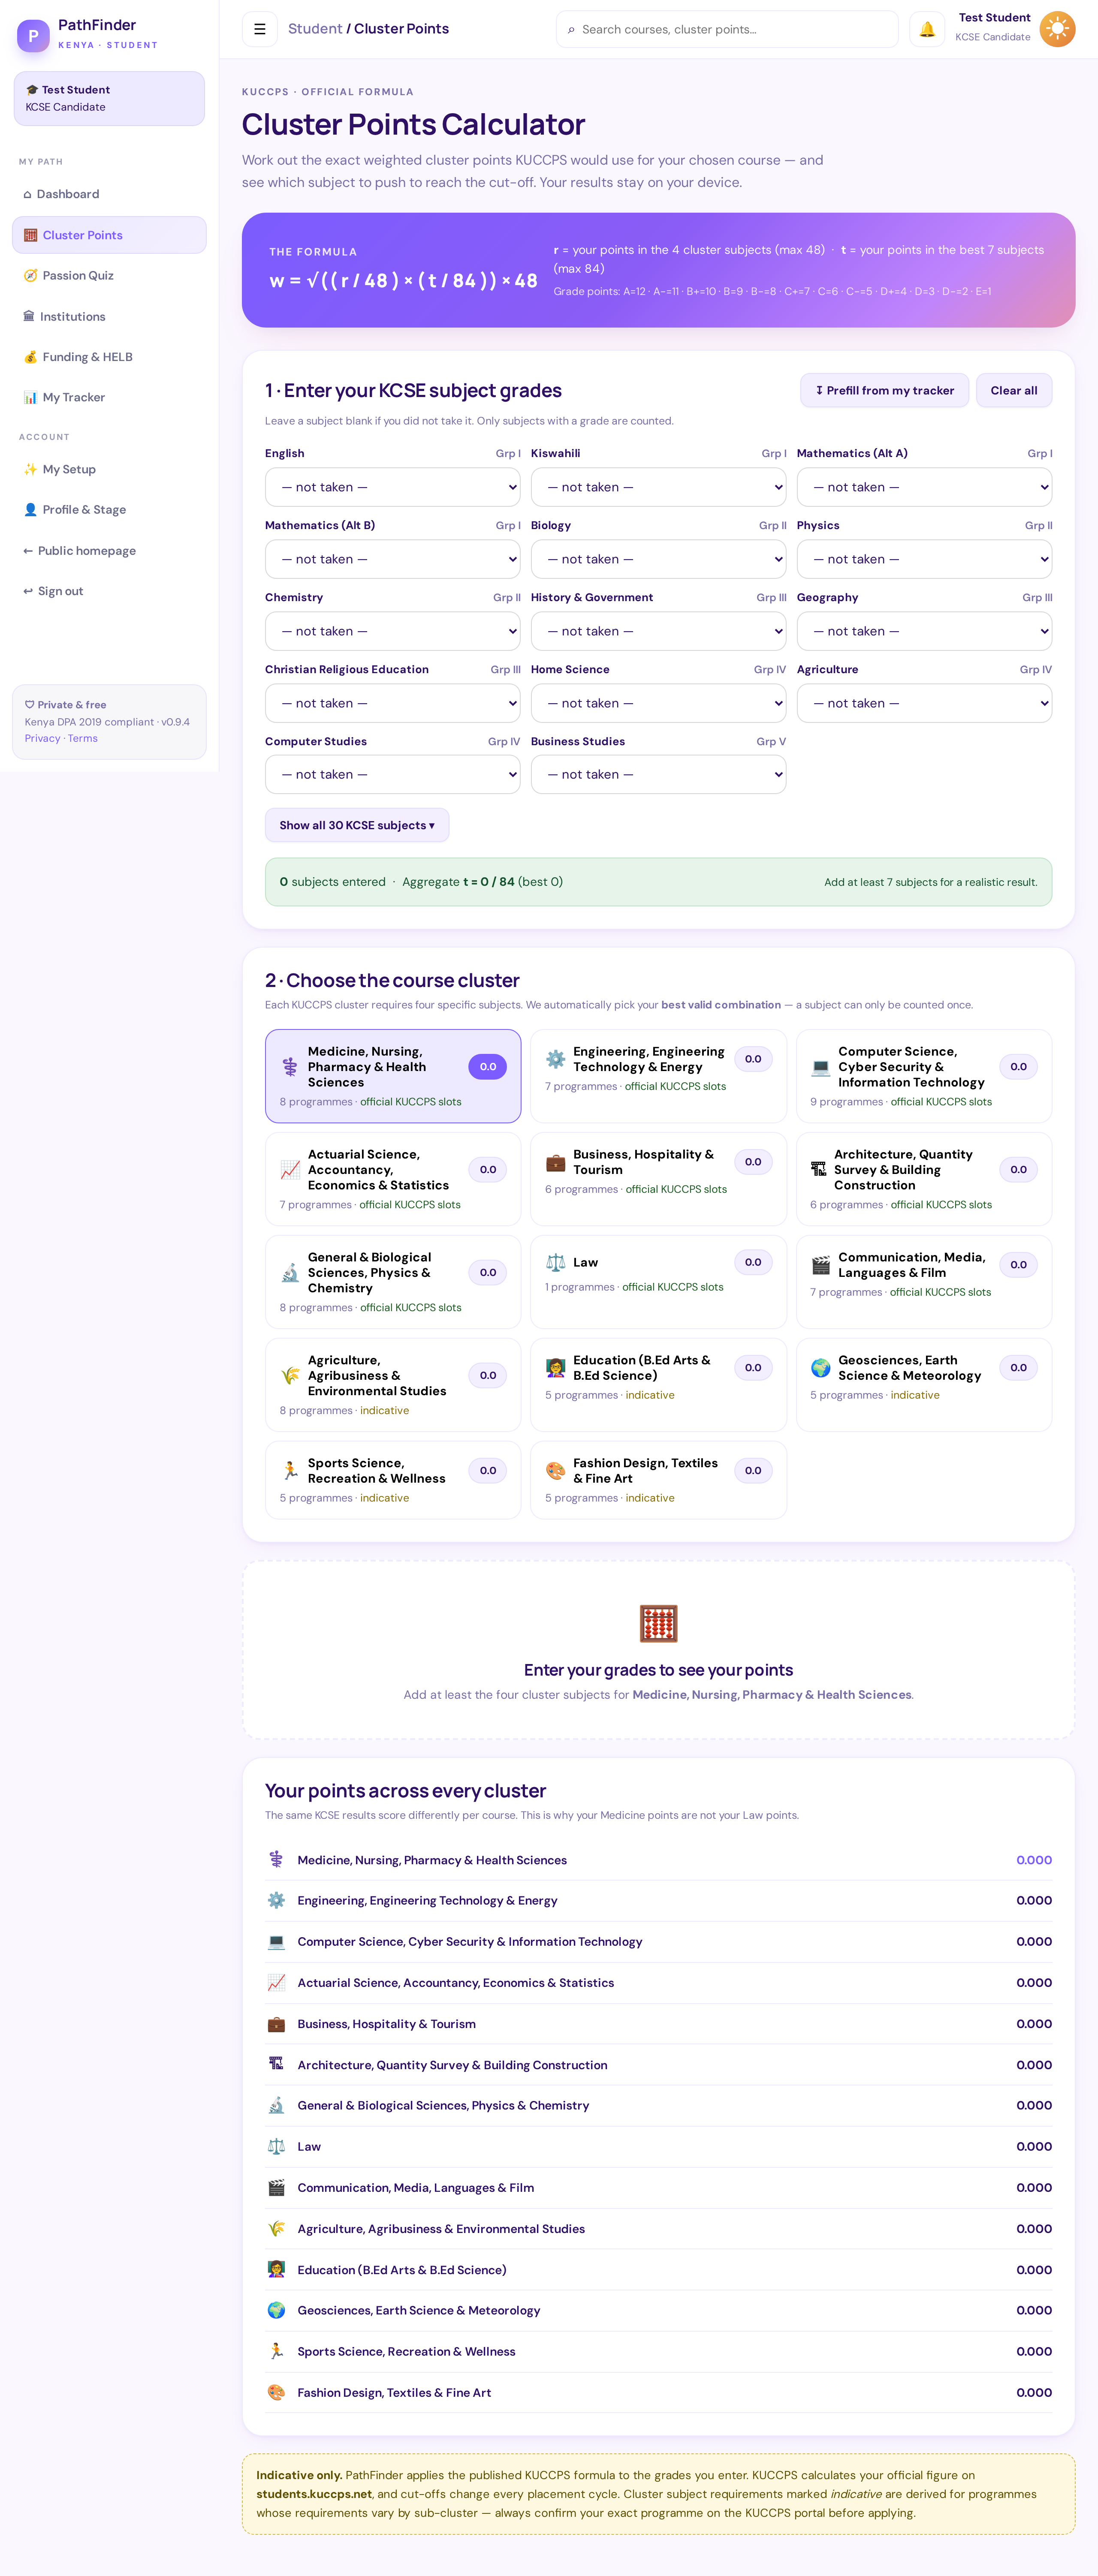 P
PathFinder
KENYA · STUDENT
🎓 Test Student
KCSE Candidate
MY PATH
⌂ Dashboard
🧮 Cluster Points
🧭 Passion Quiz
🏛 Institutions
💰 Funding & HELB
📊 My Tracker
ACCOUNT
✨ My Setup
👤 Profile & Stage
← Public homepage
↩ Sign out
🛡 Private & free
Kenya DPA 2019 compliant · v0.9.4
Privacy · Terms
☰
Student / Cluster Points
⌕ Search courses, cluster points...
🔔
Test Student
KCSE Candidate
KUCCPS · OFFICIAL FORMULA
Cluster Points Calculator
Work out the exact weighted cluster points KUCCPS would use for your chosen course — and
see which subject to push to reach the cut-off. Your results stay on your device.
THE FORMULA
w = √((r/48)×(t/84))×48
r = your points in the 4 cluster subjects (max 48) · t = your points in the best 7 subjects
(max 84)
Grade points: A=12 · A-=11 · B+=10 · B=9 · B-=8 · C+=7 · C=6 · C-=5 · D+=4 · D=3 · D-=2 · E=1
1 · Enter your KCSE subject grades
↧ Prefill from my tracker
Clear all
Leave a subject blank if you did not take it. Only subjects with a grade are counted.
English Grp I
— not taken —
Kiswahili Grp I
— not taken —
Mathematics (Alt A) Grp I
— not taken —
Mathematics (Alt B) Grp I
— not taken —
Biology Grp II
— not taken —
Physics Grp II
— not taken —
Chemistry Grp II
— not taken —
History & Government Grp III
— not taken —
Geography Grp III
— not taken —
Christian Religious Education Grp III
— not taken —
Home Science Grp IV
— not taken —
Agriculture Grp IV
— not taken —
Computer Studies Grp IV
— not taken —
Business Studies Grp V
— not taken —
Show all 30 KCSE subjects ▾
0 subjects entered · Aggregate t = 0 / 84 (best 0)
Add at least 7 subjects for a realistic result.
2 · Choose the course cluster
Each KUCCPS cluster requires four specific subjects. We automatically pick your best valid combination — a subject can only be counted once.
Medicine, Nursing,
Pharmacy & Health
Sciences
0.0
8 programmes · official KUCCPS slots
Engineering, Engineering
Technology & Energy
0.0
7 programmes · official KUCCPS slots
Computer Science,
Cyber Security &
Information Technology
0.0
9 programmes · official KUCCPS slots
Actuarial Science,
Accountancy,
Economics & Statistics
0.0
7 programmes · official KUCCPS slots
Business, Hospitality &
Tourism
0.0
6 programmes · official KUCCPS slots
Architecture, Quantity
Survey & Building
Construction
0.0
6 programmes · official KUCCPS slots
General & Biological
Sciences, Physics &
Chemistry
0.0
8 programmes · official KUCCPS slots
Law
0.0
1 programmes · official KUCCPS slots
Communication, Media,
Languages & Film
0.0
7 programmes · official KUCCPS slots
Agriculture,
Agribusiness &
Environmental Studies
0.0
8 programmes · indicative
Education (B.Ed Arts &
B.Ed Science)
0.0
5 programmes · indicative
Geosciences, Earth
Science & Meteorology
0.0
5 programmes · indicative
Sports Science,
Recreation & Wellness
0.0
5 programmes · indicative
Fashion Design, Textiles
& Fine Art
0.0
5 programmes · indicative
Enter your grades to see your points
Add at least the four cluster subjects for Medicine, Nursing, Pharmacy & Health Sciences.
Your points across every cluster
The same KCSE results score differently per course. This is why your Medicine points are not your Law points.
Medicine, Nursing, Pharmacy & Health Sciences 0.000
Engineering, Engineering Technology & Energy 0.000
Computer Science, Cyber Security & Information Technology 0.000
Actuarial Science, Accountancy, Economics & Statistics 0.000
Business, Hospitality & Tourism 0.000
Architecture, Quantity Survey & Building Construction 0.000
General & Biological Sciences, Physics & Chemistry 0.000
Law 0.000
Communication, Media, Languages & Film 0.000
Agriculture, Agribusiness & Environmental Studies 0.000
Education (B.Ed Arts & B.Ed Science) 0.000
Geosciences, Earth Science & Meteorology 0.000
Sports Science, Recreation & Wellness 0.000
Fashion Design, Textiles & Fine Art 0.000
Indicative only. PathFinder applies the published KUCCPS formula to the grades you enter. KUCCPS calculates your official figure on
students.kuccps.net, and cut-offs change every placement cycle. Cluster subject requirements marked indicative are derived for programmes
whose requirements vary by sub-cluster — always confirm your exact programme on the KUCCPS portal before applying.